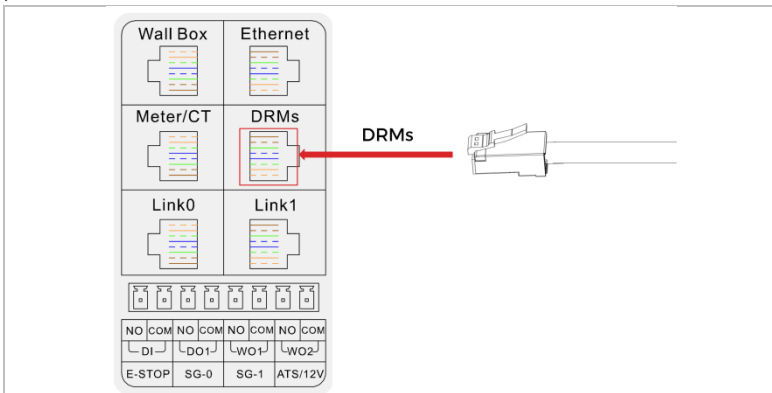 Wall Box Ethernet
Meter/CT DRMs
DRMs
Link0 Link1
NO COM NO COM NO COM NO COM
DI DO1 WO1 WO2
E-STOP SG-0 SG-1 ATS/12V